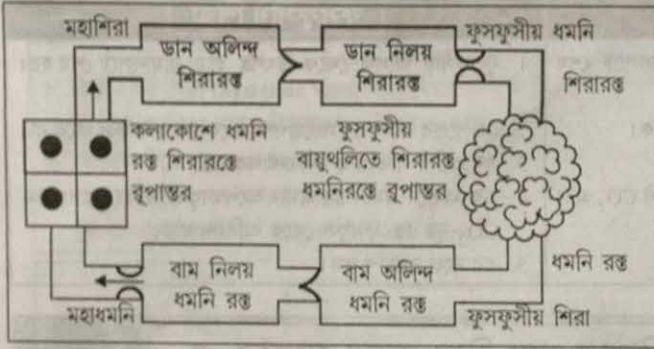 মহাশিরা
ডান অলিন্দ
শিরারক্ত
ডান নিলয়
শিরারক্ত
ফুসফুসীয় ধমনি
শিরারক্ত
কলাকোশে ধমনি
রক্ত শিরারক্তে
রূপান্তর
ফুসফুসীয়
বায়ুথলিতে শিরারক্ত
ধমনিরক্তে রূপান্তর
বাম নিলয়
ধমনি রক্ত
বাম অলিন্দ
ধমনি রক্ত
ধমনি রক্ত
মহাধমনি
ফুসফুসীয় শিরা